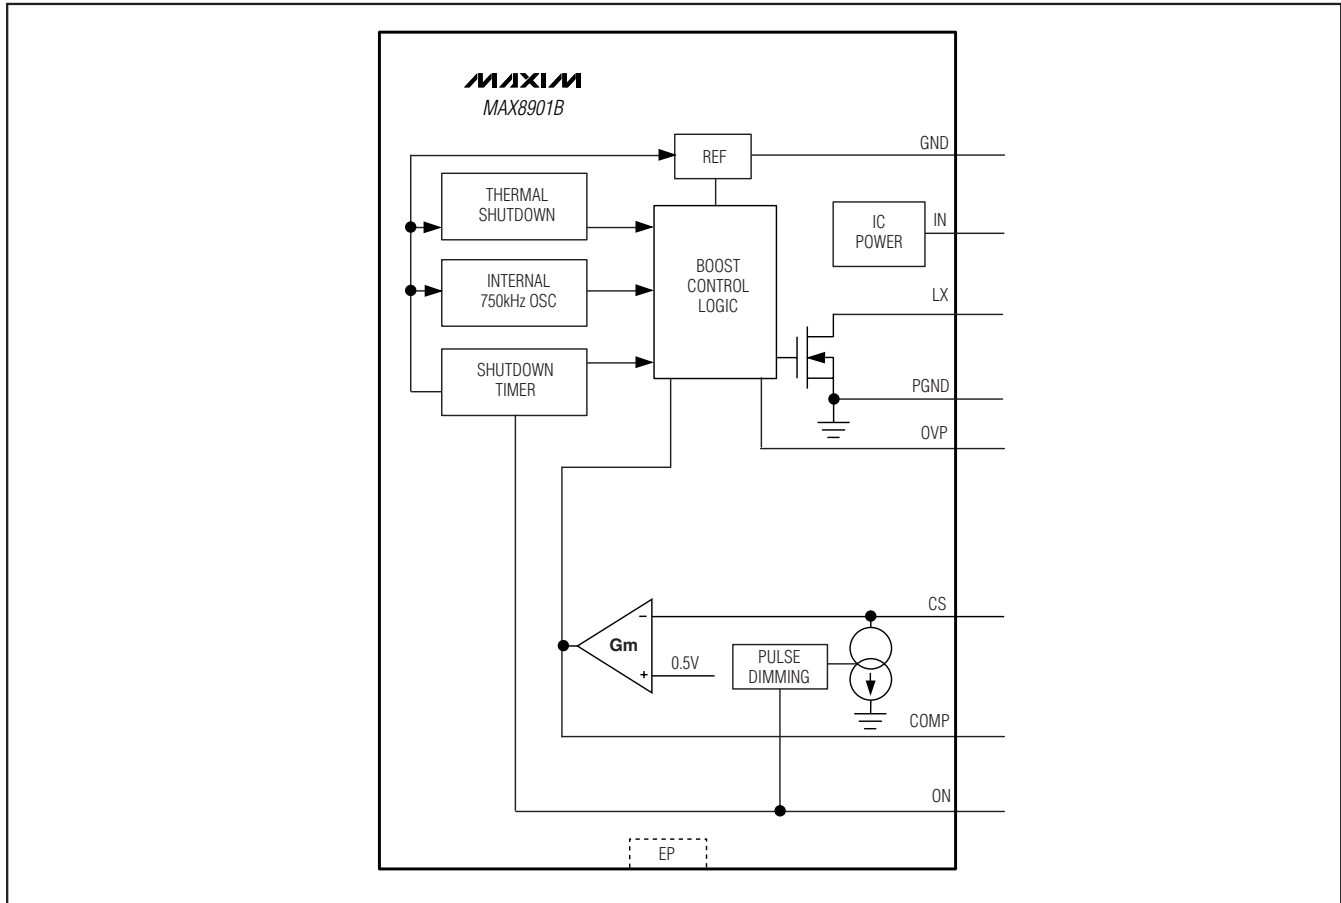 MAXIM
MAX8901B
REF
GND
THERMAL
SHUTDOWN
IC
POWER
IN
INTERNAL
750kHz OSC
BOOST
CONTROL
LOGIC
LX
SHUTDOWN
TIMER
PGND
OVP
CS
Gm
−
+
0.5V
PULSE
DIMMING
COMP
ON
EP